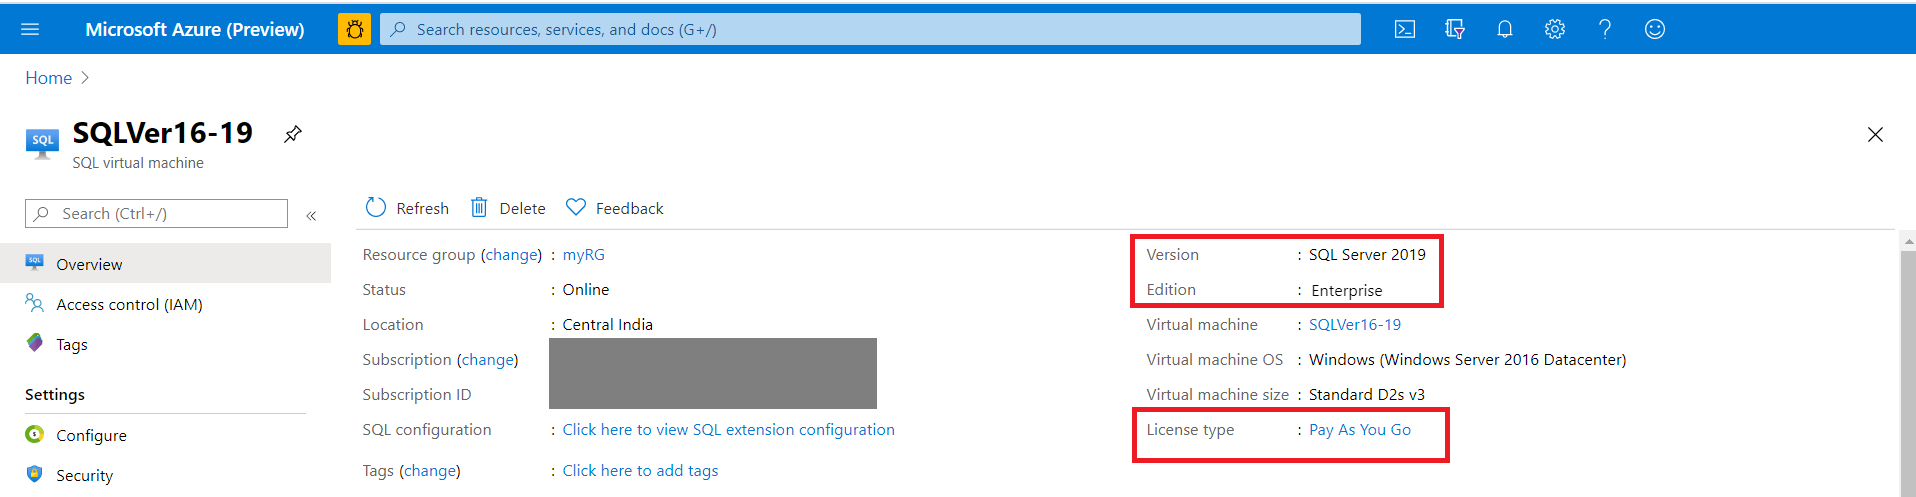 Microsoft Azure (Preview)
Search resources, services, and docs (G+/)
Home
SQL
SQLVer16-19
SQL virtual machine
Search (Ctrl+/)
«
Refresh
Delete
Feedback
SQL
Overview
Access control (IAM)
Tags
Settings
Configure
Security
Resource group (change) : myRG
Status : Online
Location : Central India
Subscription (change)
Subscription ID
SQL configuration : Click here to view SQL extension configuration
Tags (change) : Click here to add tags
Version : SQL Server 2019
Edition : Enterprise
Virtual machine : SQLVer16-19
Virtual machine OS : Windows (Windows Server 2016 Datacenter)
Virtual machine size : Standard D2s v3
License type : Pay As You Go